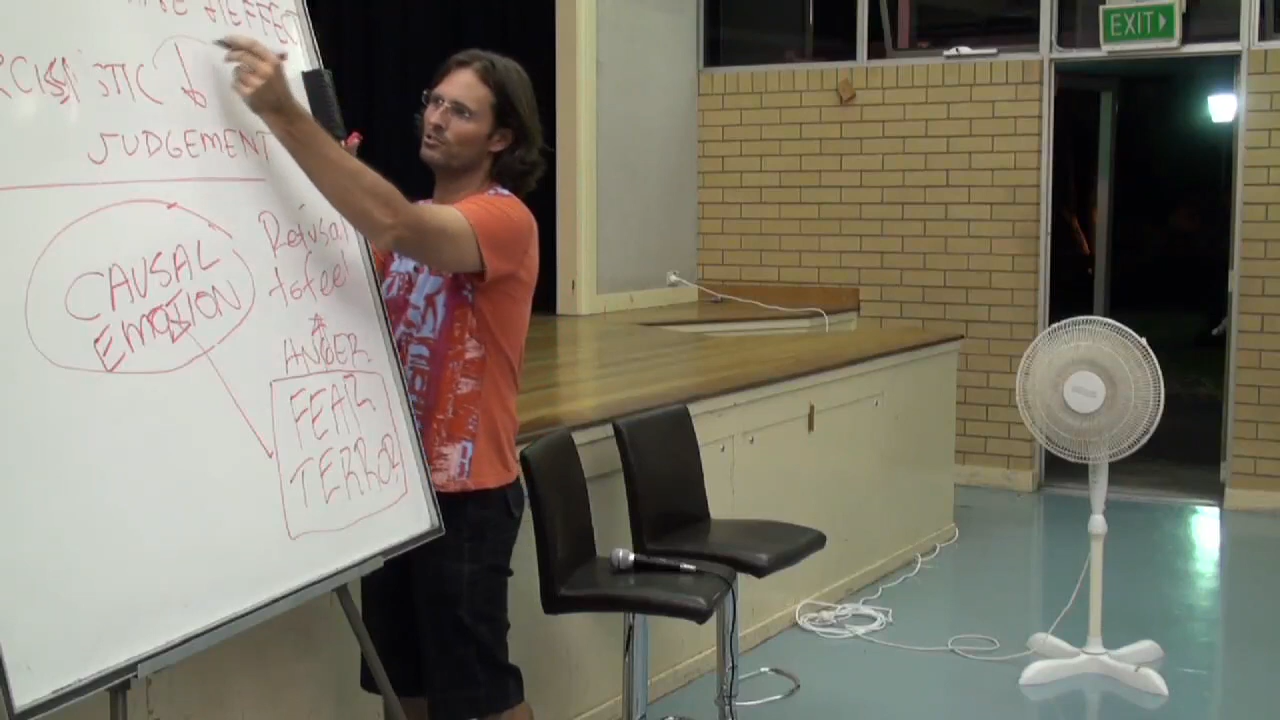 EFFECT
JUDGEMENT
CAUSAL
EMOTION
Refusal
to feel
ANGER
FEAR
TERROR
EXIT